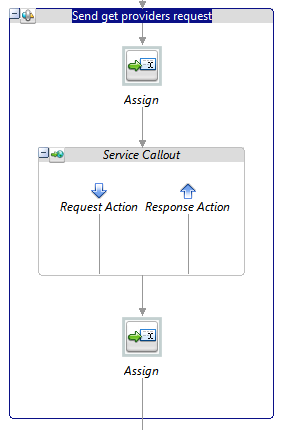 Send get providers request
Assign
Service Callout
Request Action Response Action
Assign